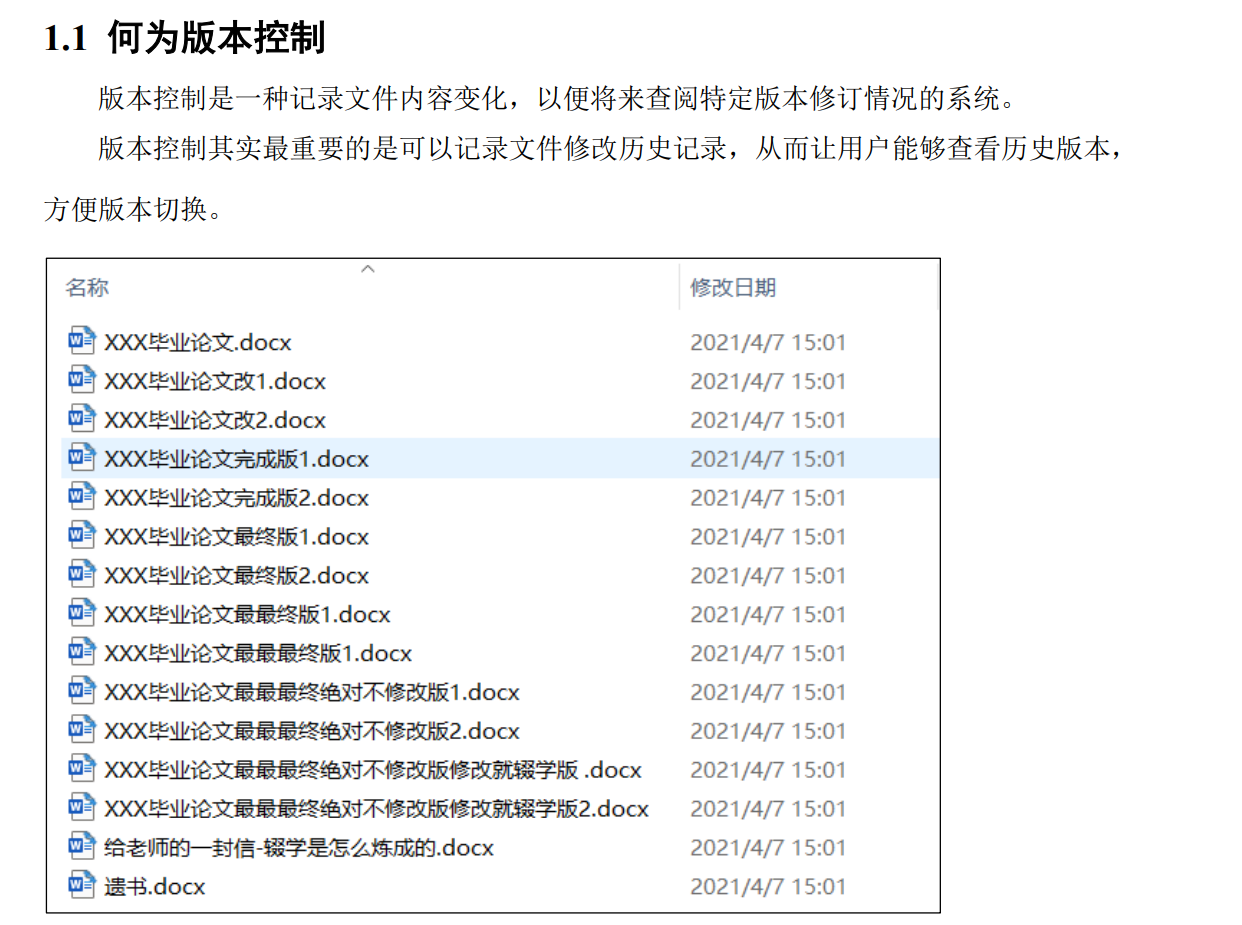 1.1 何为版本控制
版本控制是一种记录文件内容变化，以便将来查阅特定版本修订情况的系统。
版本控制其实最重要的是可以记录文件修改历史记录，从而让用户能够查看历史版本，
方便版本切换。
名称 修改日期
XXX毕业论文.docx 2021/4/7 15:01
XXX毕业论文改1.docx 2021/4/7 15:01
XXX毕业论文改2.docx 2021/4/7 15:01
XXX毕业论文完成版1.docx 2021/4/7 15:01
XXX毕业论文完成版2.docx 2021/4/7 15:01
XXX毕业论文最终版1.docx 2021/4/7 15:01
XXX毕业论文最终版2.docx 2021/4/7 15:01
XXX毕业论文最最终版1.docx 2021/4/7 15:01
XXX毕业论文最最最终版1.docx 2021/4/7 15:01
XXX毕业论文最最最终绝对不修改版1.docx 2021/4/7 15:01
XXX毕业论文最最最终绝对不修改版2.docx 2021/4/7 15:01
XXX毕业论文最最最终绝对不修改版修改就辍学版 .docx 2021/4/7 15:01
XXX毕业论文最最最终绝对不修改版修改就辍学版2.docx 2021/4/7 15:01
给老师的一封信-辍学是怎么炼成的.docx 2021/4/7 15:01
遗书.docx 2021/4/7 15:01